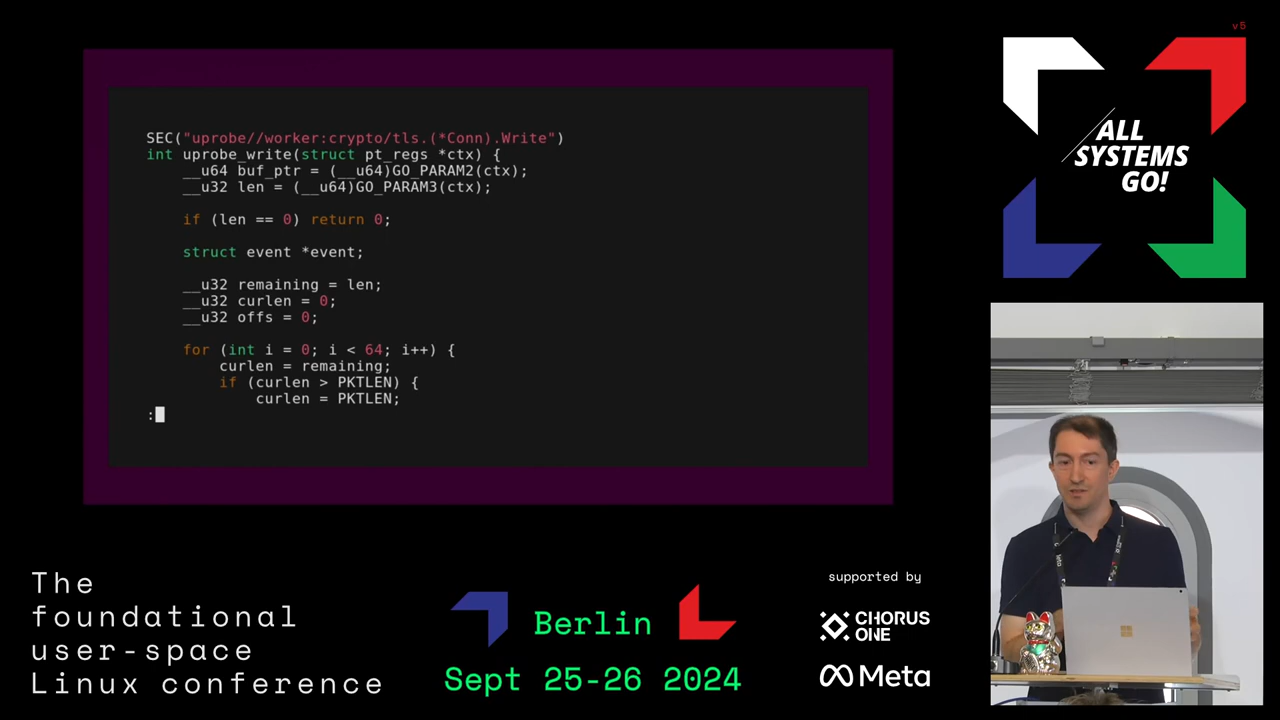 SEC("uprobe//worker:crypto/tls.(*Conn).Write")
int uprobe_write(struct pt_regs *ctx) {
    __u64 buf_ptr = (__u64)GO_PARAM2(ctx);
    __u32 len = (__u64)GO_PARAM3(ctx);
    if (len == 0) return 0;
    struct event *event;
    __u32 remaining = len;
    __u32 curlen = 0;
    __u32 offs = 0;
    for (int i = 0; i < 64; i++) {
        curlen = remaining;
        if (curlen > PKTLEN) {
            curlen = PKTLEN;
:
v5
ALL
SYSTEMS
GO!
The
foundational
user-space
Linux conference
Berlin
Sept 25-26 2024
supported by
CHORUS
ONE
Meta